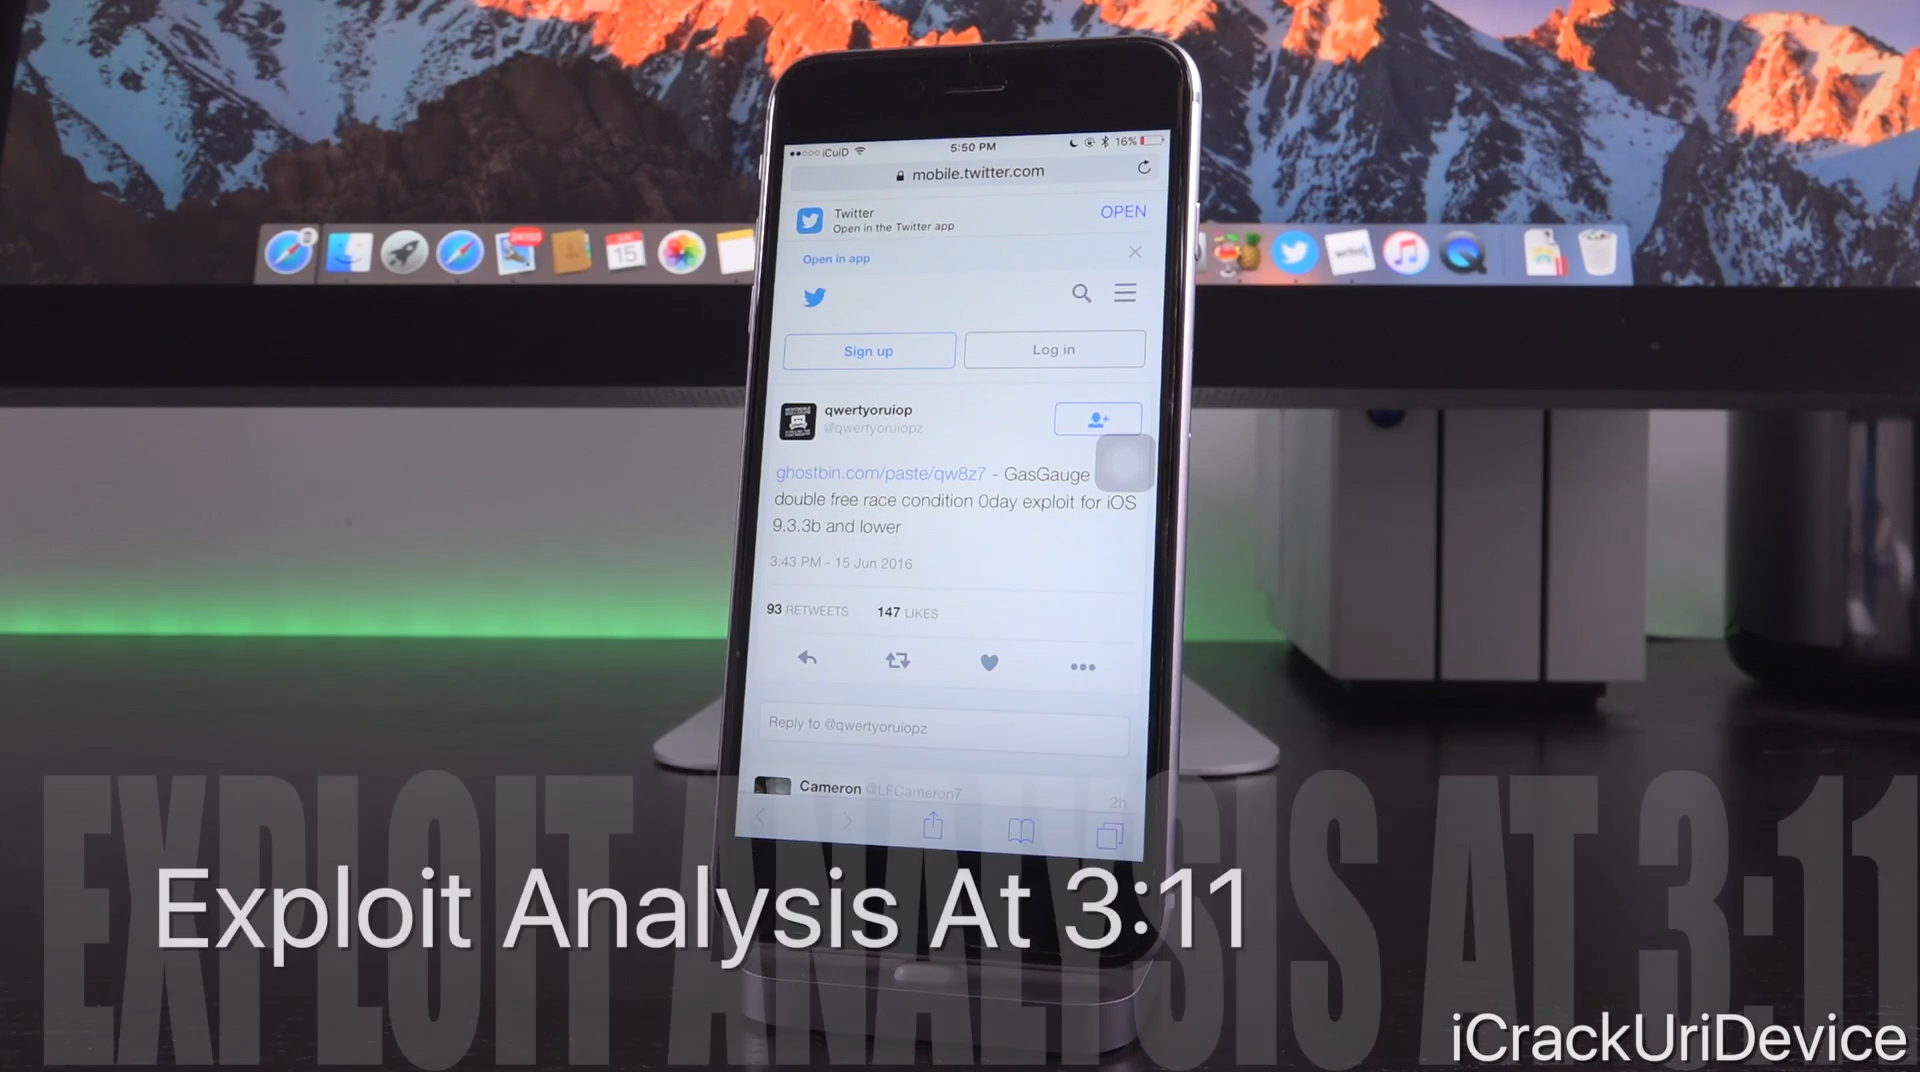 iCuiD
5:50 PM
16%
mobile.twitter.com
Twitter
OPEN
Open in the Twitter app
Open in app
15
Sign up
Log in
qwertyoruiop
@qwertyoruiopz
ghostbin.com/paste/qw8z7 - GasGauge
double free race condition 0day exploit for iOS
9.3.3b and lower
3:43 PM - 15 Jun 2016
93 RETWEETS 147 LIKES
Reply to @qwertyoruiopz
Cameron @LFCameron7
2h
EXPLOIT ANALYSIS AT 3:11
Exploit Analysis At 3:11
iCrackUriDevice